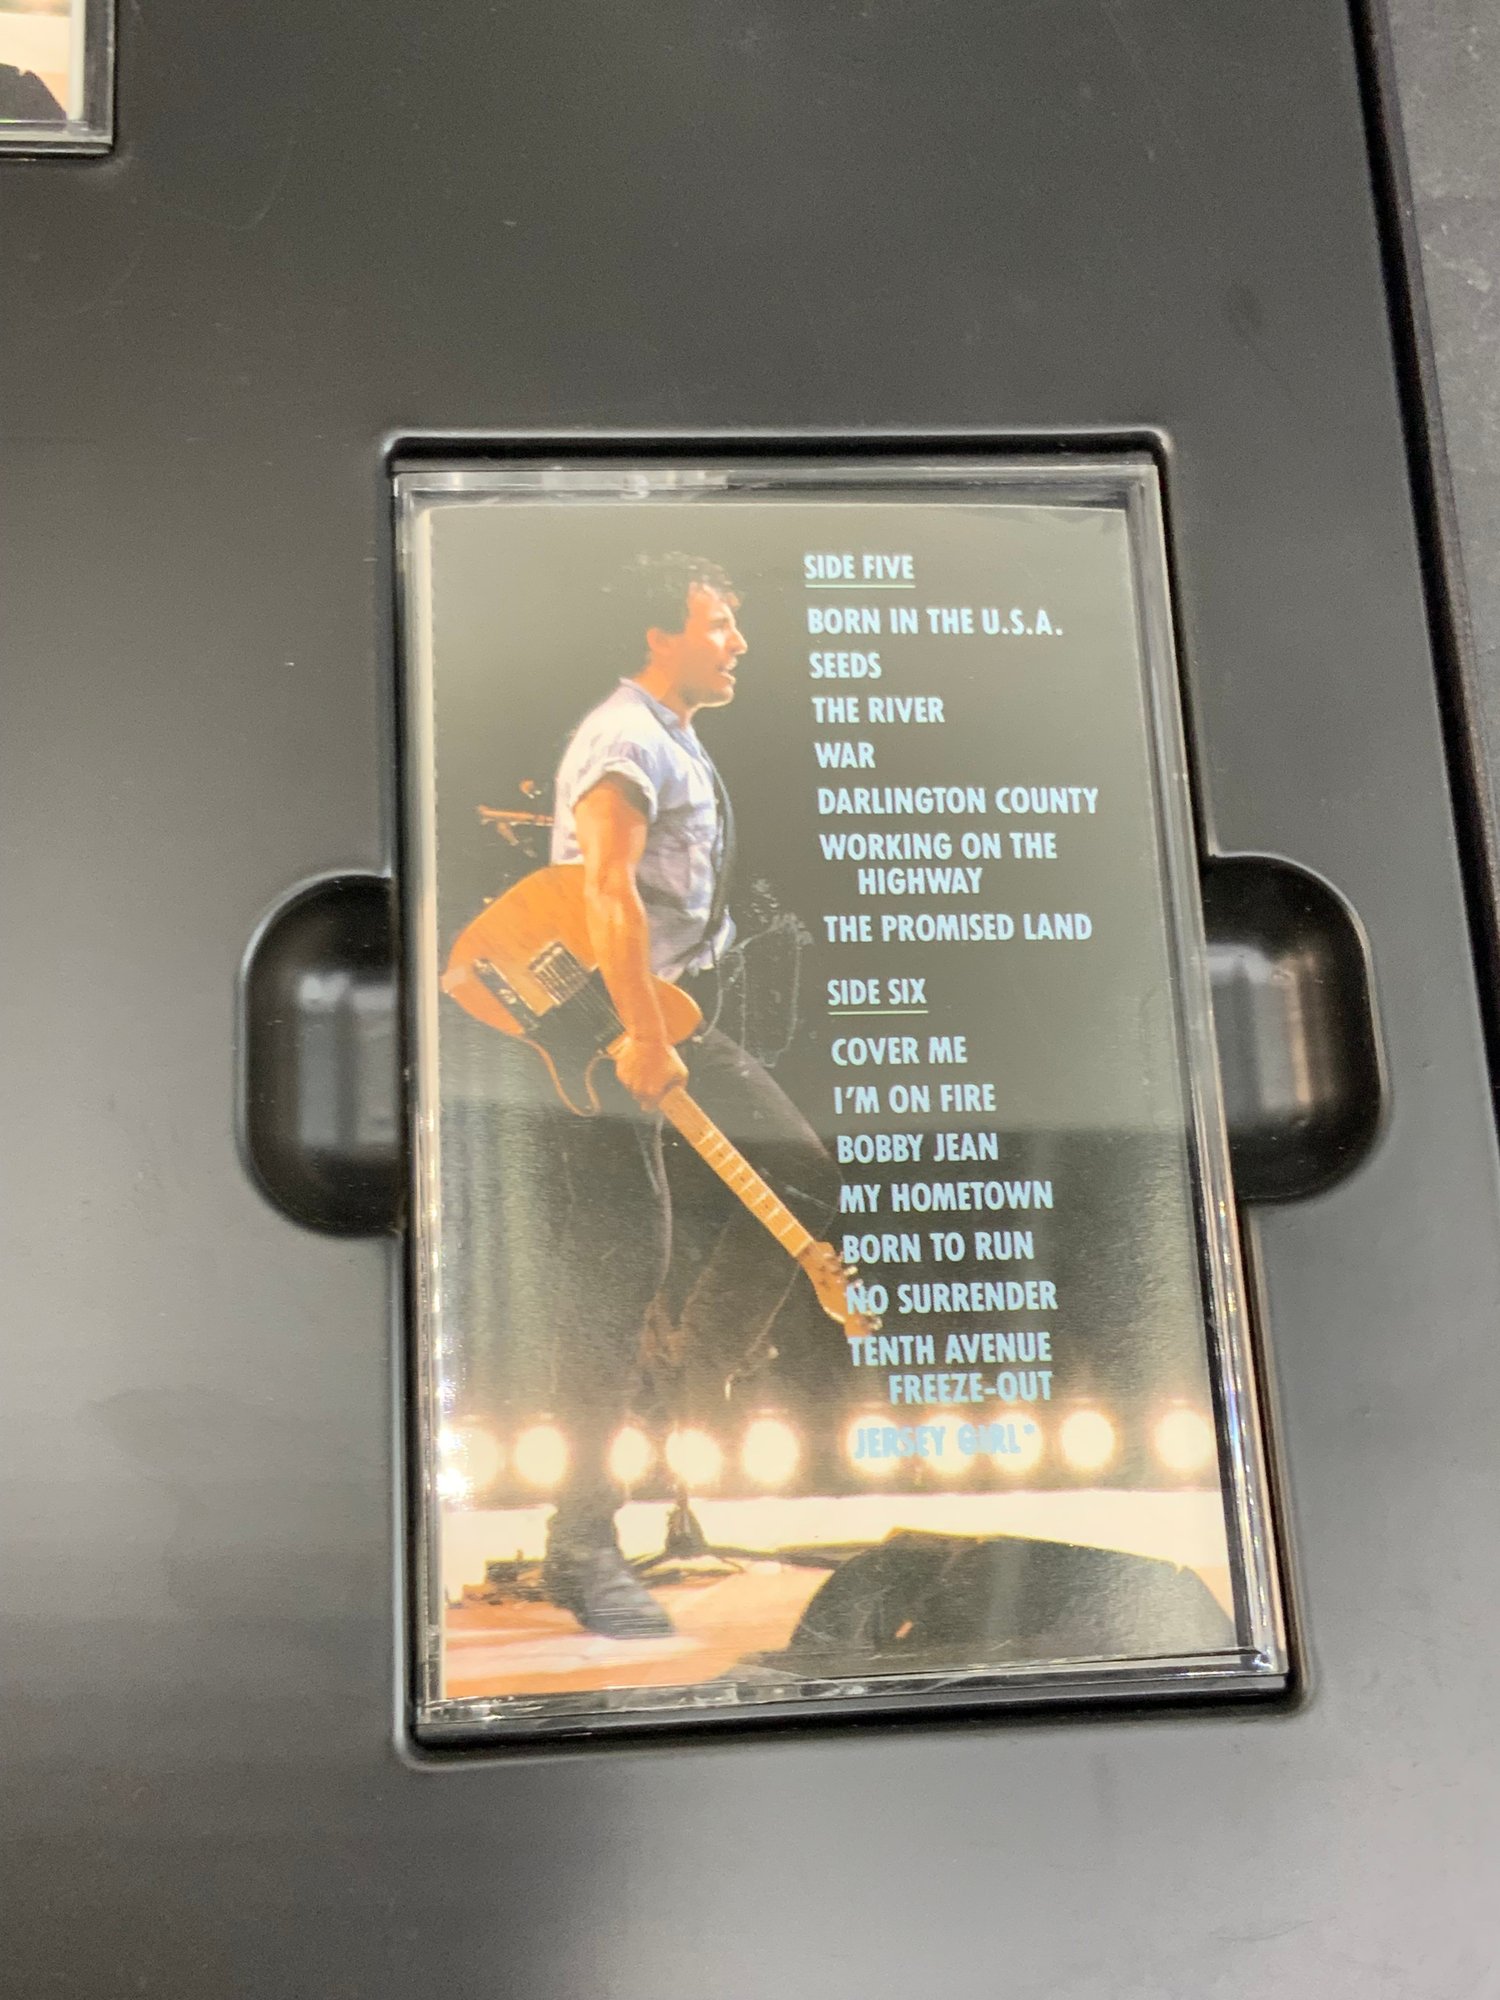 SIDE FIVE
BORN IN THE U.S.A.
SEEDS
THE RIVER
WAR
DARLINGTON COUNTY
WORKING ON THE
HIGHWAY
THE PROMISED LAND
SIDE SIX
COVER ME
I'M ON FIRE
BOBBY JEAN
MY HOMETOWN
BORN TO RUN
NO SURRENDER
TENTH AVENUE
FREEZE-OUT
JERSEY GIRL*